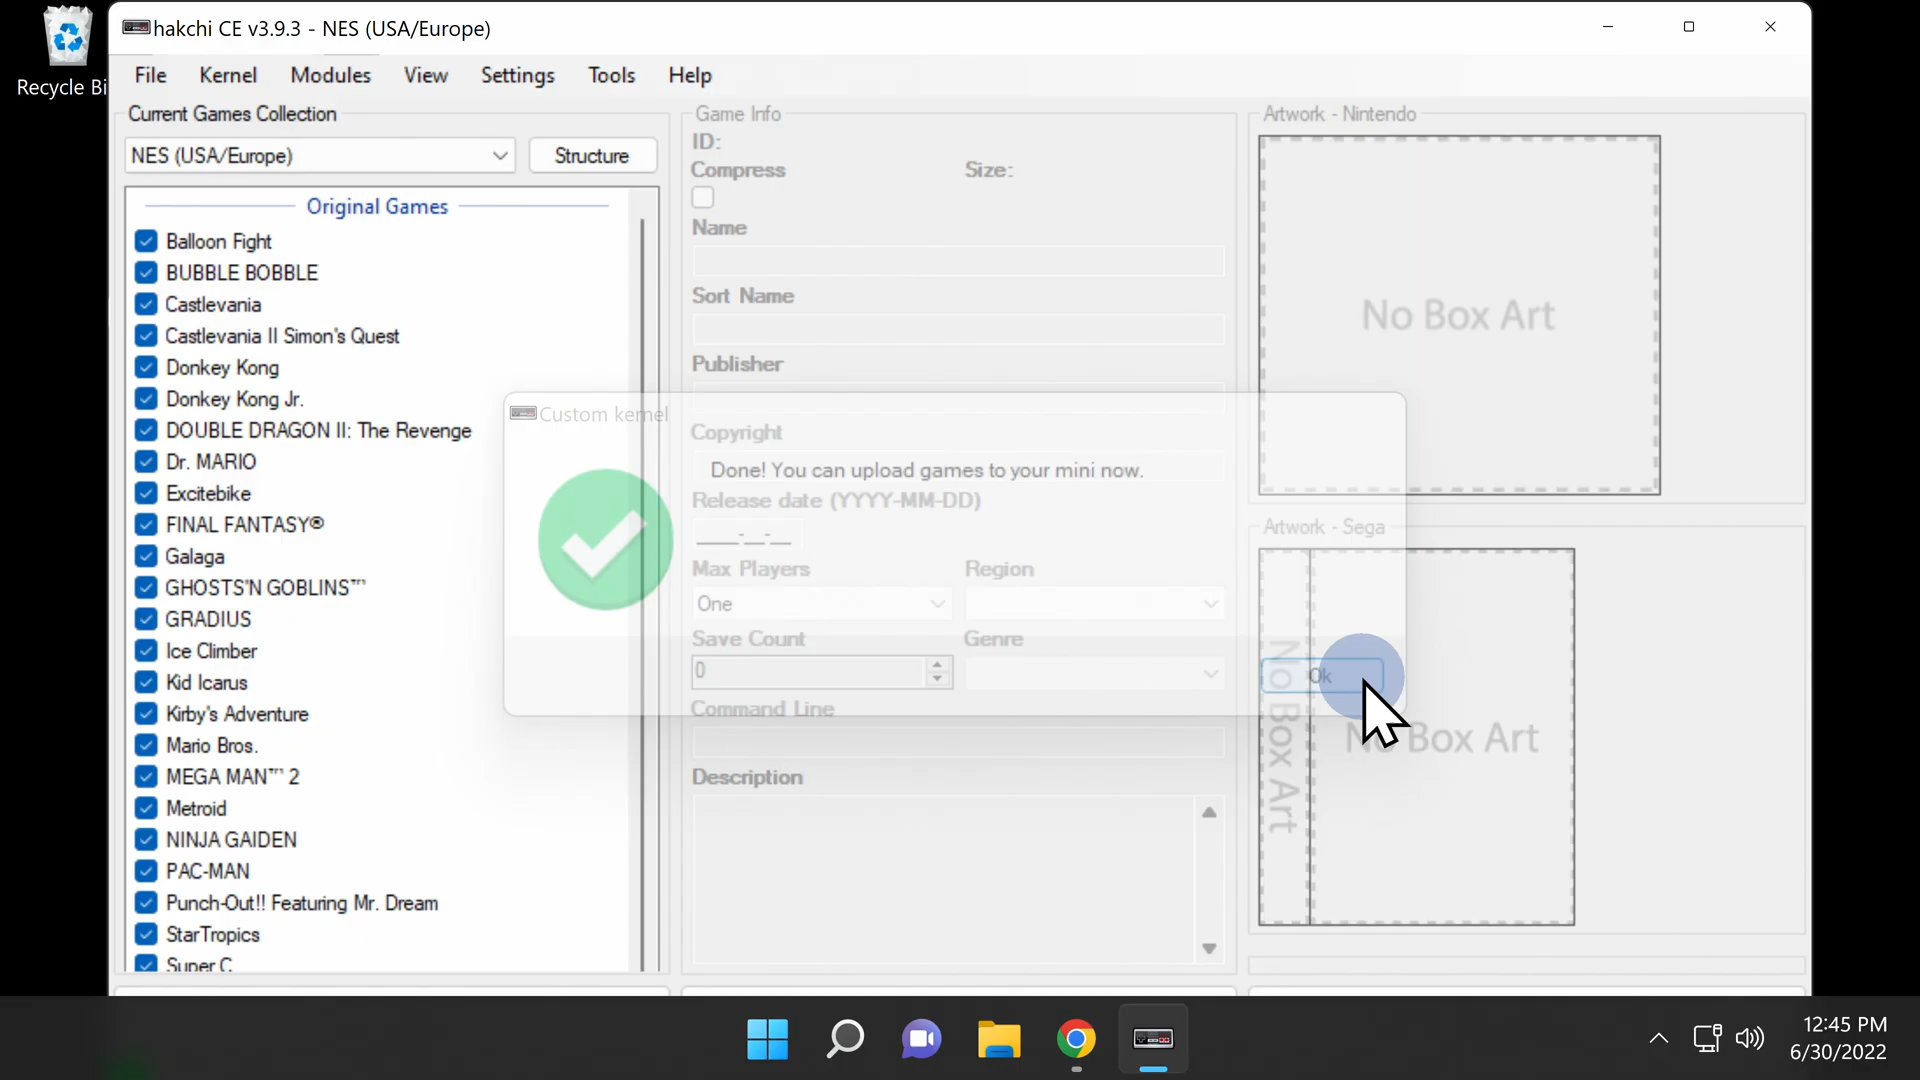 Recycle Bi
hakchi CE v3.9.3 - NES (USA/Europe)
File Kernel Modules View Settings Tools Help
Current Games Collection
NES (USA/Europe)
Structure
Original Games
Balloon Fight
BUBBLE BOBBLE
Castlevania
Castlevania II Simon's Quest
Donkey Kong
Donkey Kong Jr.
DOUBLE DRAGON II: The Revenge
Dr. MARIO
Excitebike
FINAL FANTASY®
Galaga
GHOSTS'N GOBLINS™
GRADIUS
Ice Climber
Kid Icarus
Kirby's Adventure
Mario Bros.
MEGA MAN™ 2
Metroid
NINJA GAIDEN
PAC-MAN
Punch-Out!! Featuring Mr. Dream
StarTropics
Super C
Game Info
ID:
Compress Size:
Name
Sort Name
Publisher
Custom kernel
Copyright
Done! You can upload games to your mini now.
Release date (YYYY-MM-DD)
____-__-__
Max Players Region
One
Save Count Genre
0
Command Line
Description
Artwork - Nintendo
No Box Art
Artwork - Sega
Ok
No Box Art
No Box Art
12:45 PM
6/30/2022